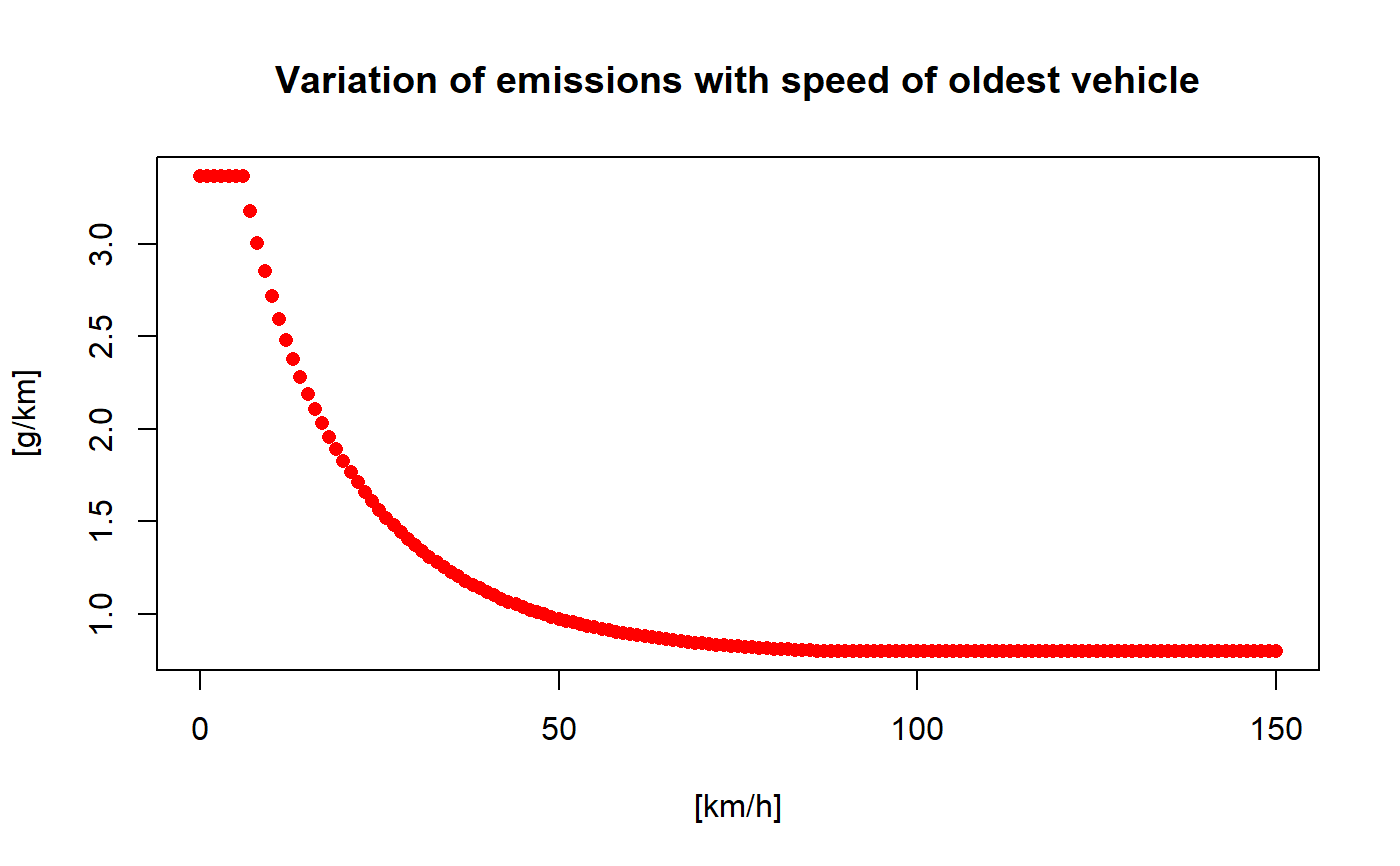 Variation of emissions with speed of oldest vehicle
[g/km]
3.0
2.5
2.0
1.5
1.0
0 50 100 150
[km/h]